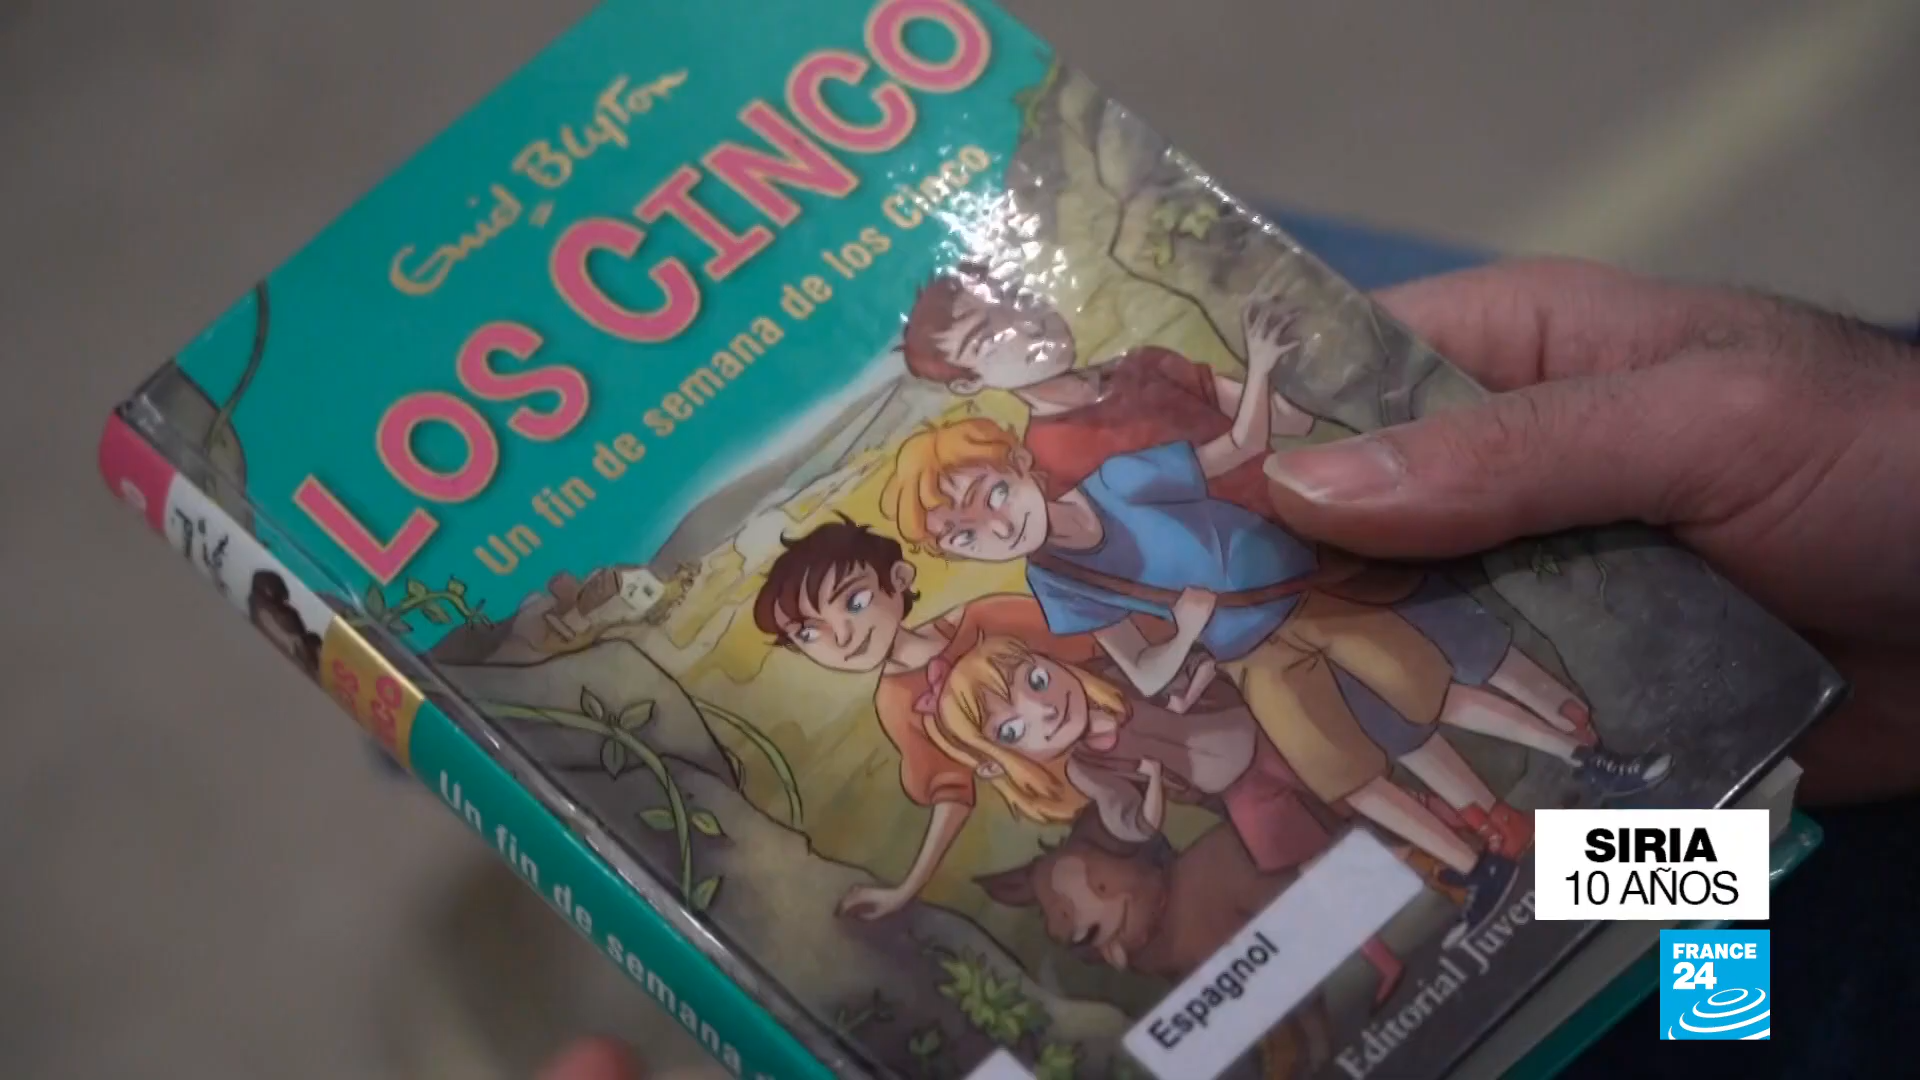 Enid Blyton
LOS CINCO
Un fin de semana de los Cinco
Un fin de semana
Espagnol
Editorial
SIRIA
10 AÑOS
FRANCE
24